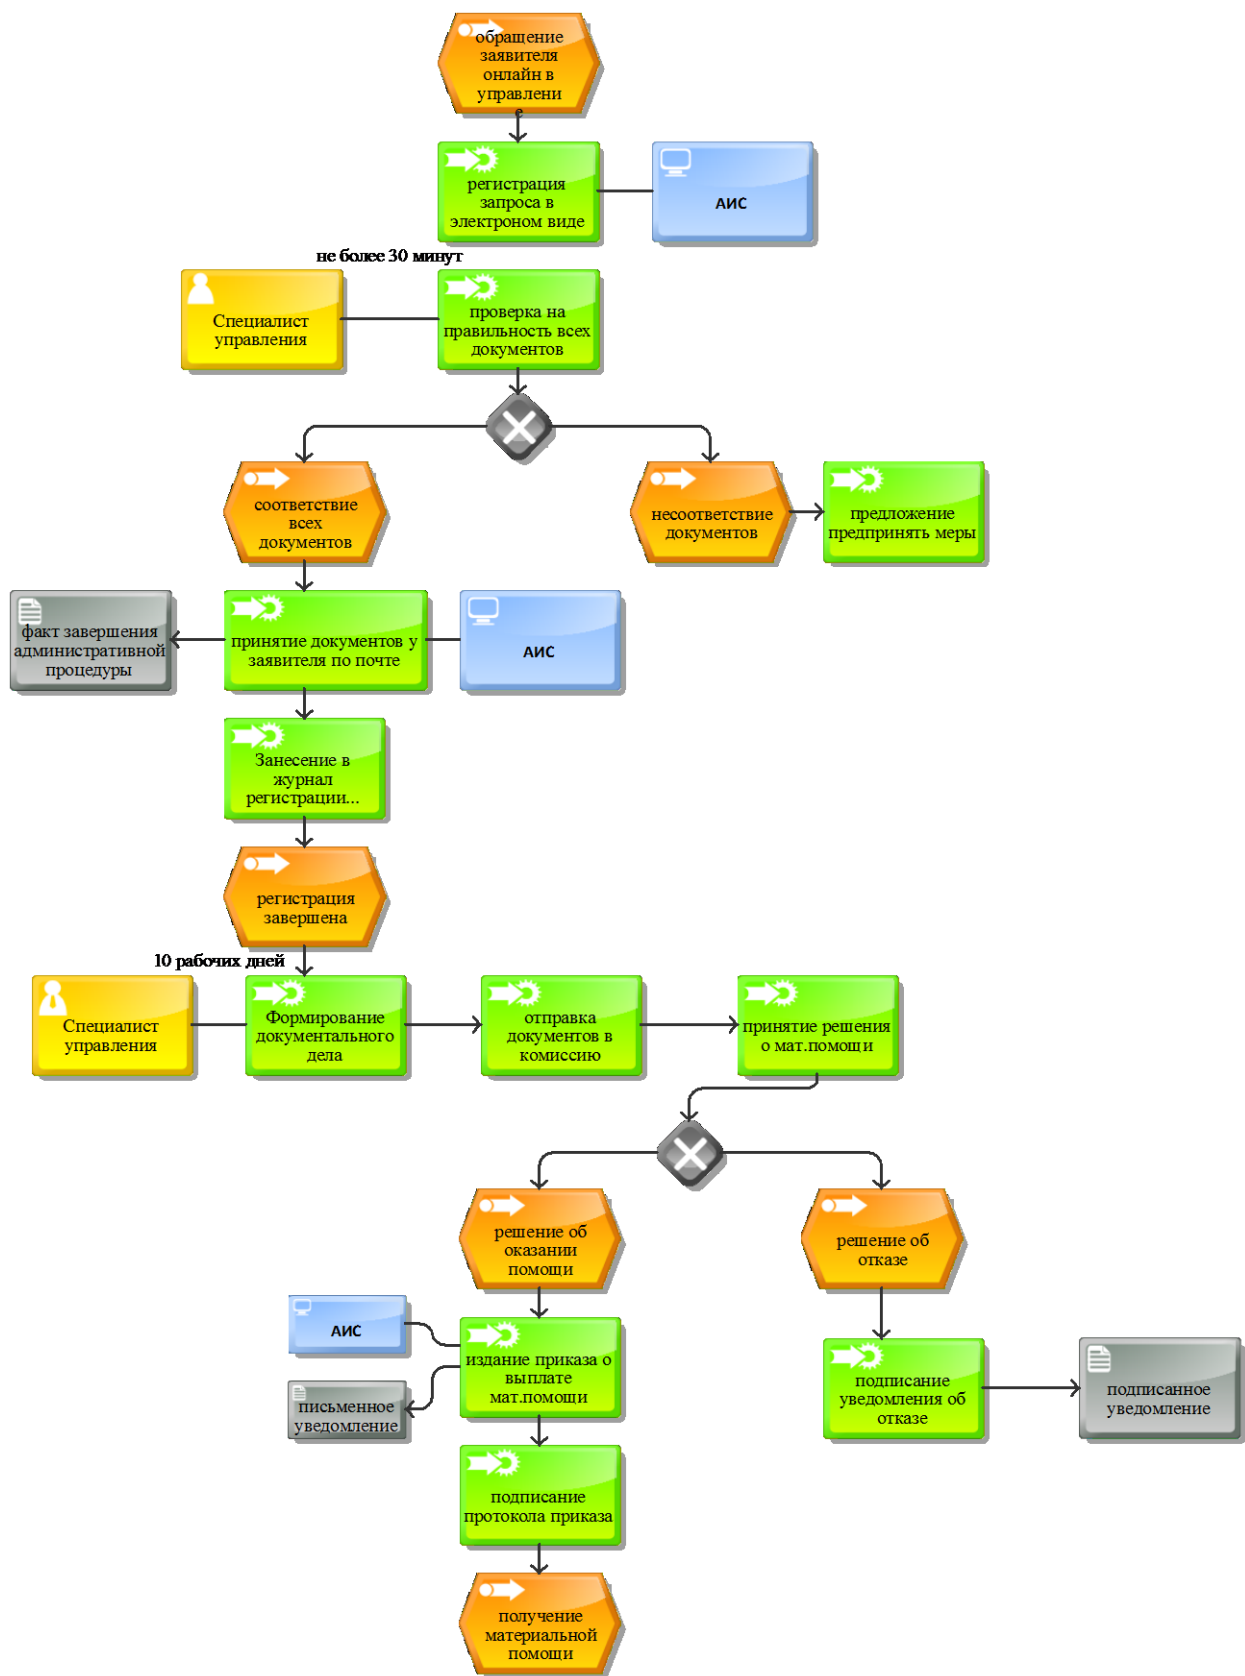 обращение
заявителя
онлайн в
управлени
е
регистрация
запроса в
электроном виде
АИС
не более 30 минут
Специалист
управления
проверка на
правильность всех
документов
соответствие
всех
документов
несоответствие
документов
предложение
предпринять меры
факт завершения
административной
процедуры
принятие документов у
заявителя по почте
АИС
Занесение в
журнал
регистрации...
регистрация
завершена
10 рабочих дней
Специалист
управления
Формирование
документального
дела
отправка
документов в
комиссию
принятие решения
о мат.помощи
решение об
оказании
помощи
решение об
отказе
АИС
издание приказа о
выплате
мат.помощи
письменное
уведомление
подписание
уведомления об
отказе
подписанное
уведомление
подписание
протокола приказа
получение
материальной
помощи